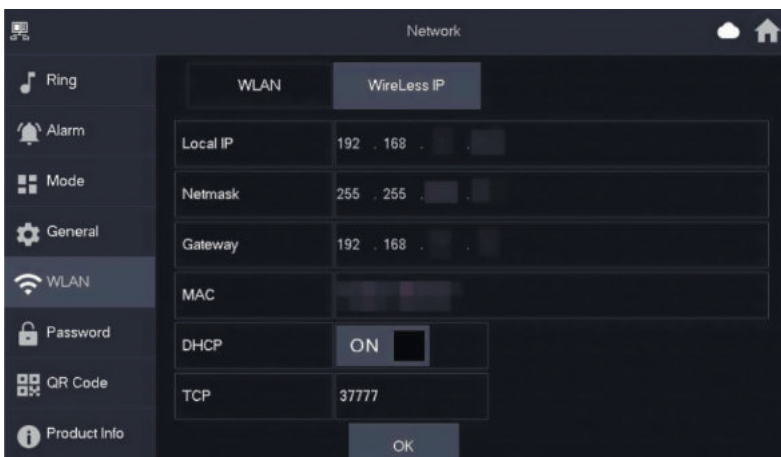 Network
Ring
Alarm
Mode
General
WLAN
Password
QR Code
Product Info
WLAN
WireLess IP
Local IP
192 . 168 . .
Netmask
255 . 255 . .
Gateway
192 . 168 . .
MAC
DHCP
ON
TCP
37777
OK